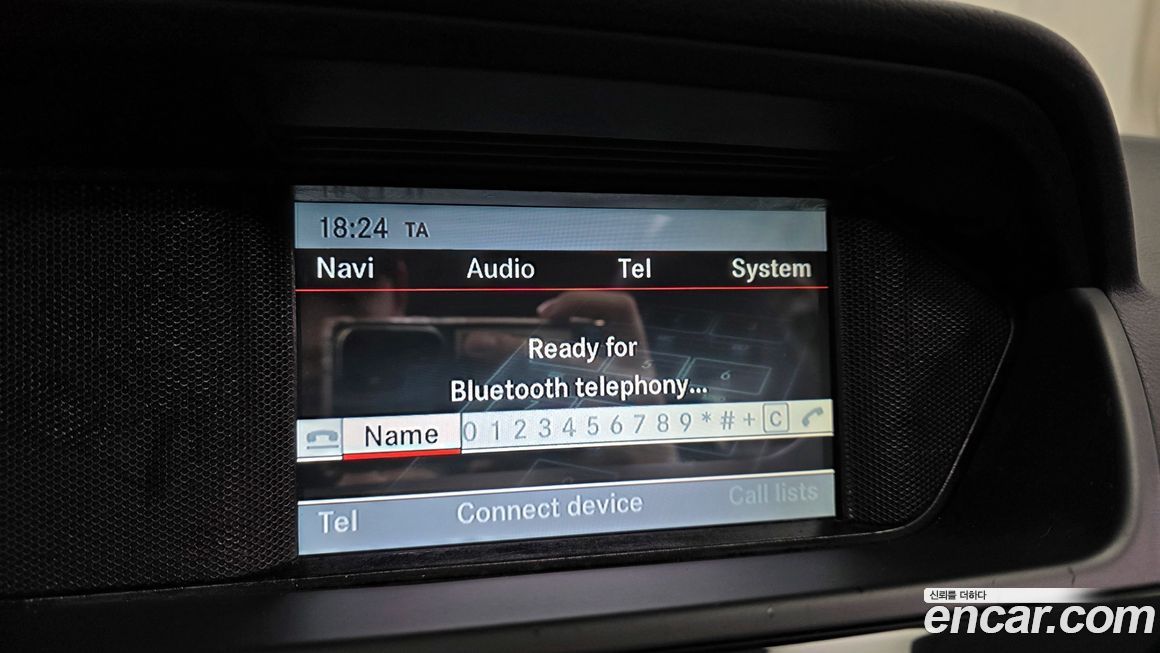 18:24 TA
Navi Audio Tel System
Ready for
Bluetooth telephony...
Name 0 1 2 3 4 5 6 7 8 9 * # + C
Tel Connect device Call lists
신뢰를 더하다
encar.com